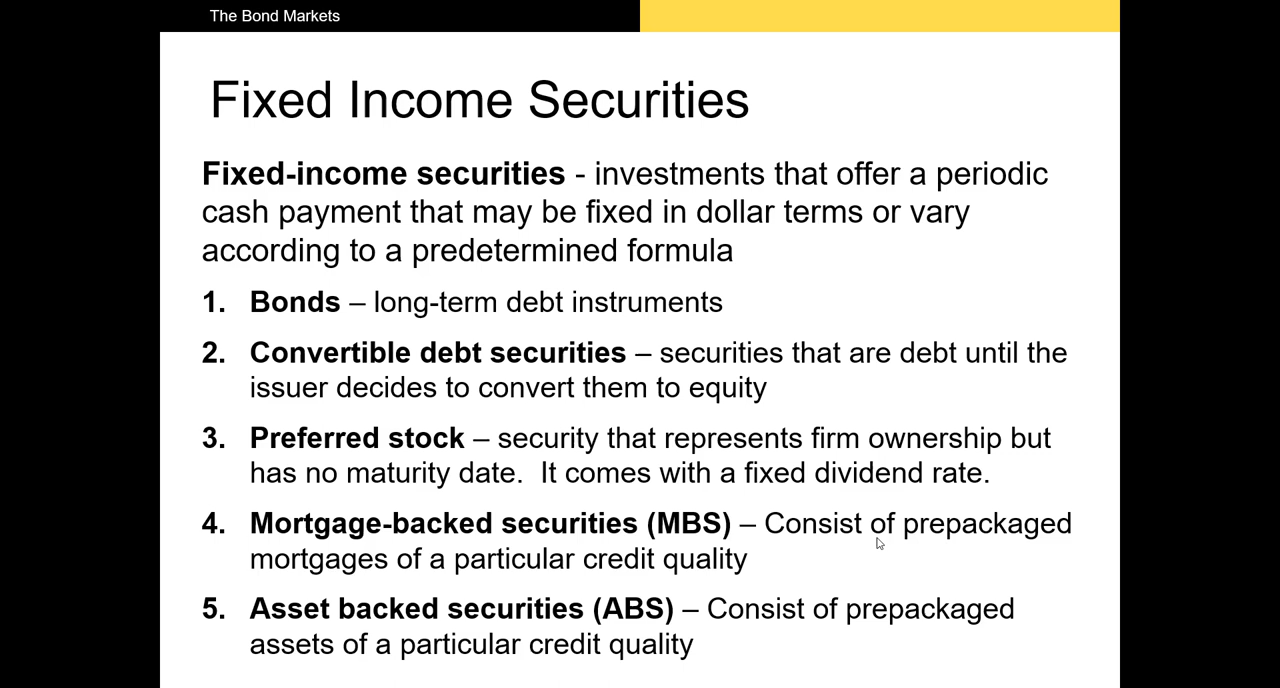 The Bond Markets
Fixed Income Securities
Fixed-income securities - investments that offer a periodic
cash payment that may be fixed in dollar terms or vary
according to a predetermined formula
1. Bonds – long-term debt instruments
2. Convertible debt securities – securities that are debt until the
issuer decides to convert them to equity
3. Preferred stock – security that represents firm ownership but
has no maturity date.  It comes with a fixed dividend rate.
4. Mortgage-backed securities (MBS) – Consist of prepackaged
mortgages of a particular credit quality
5. Asset backed securities (ABS) – Consist of prepackaged
assets of a particular credit quality